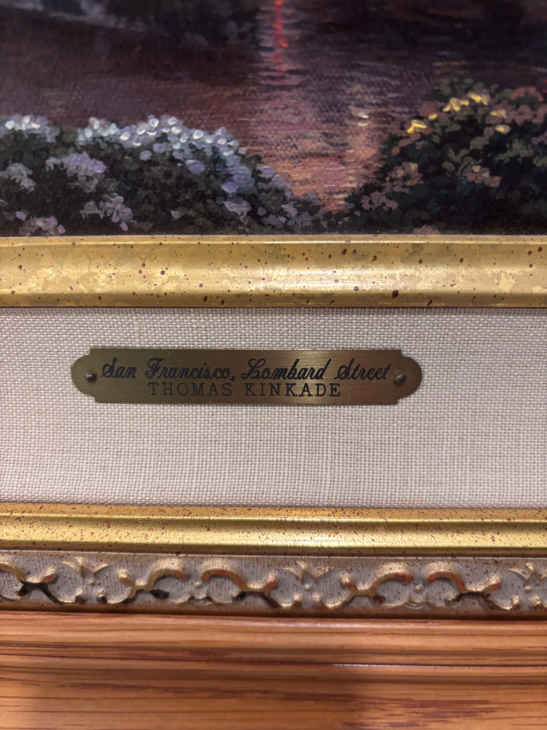 San Francisco, Lombard Street
THOMAS KINKADE